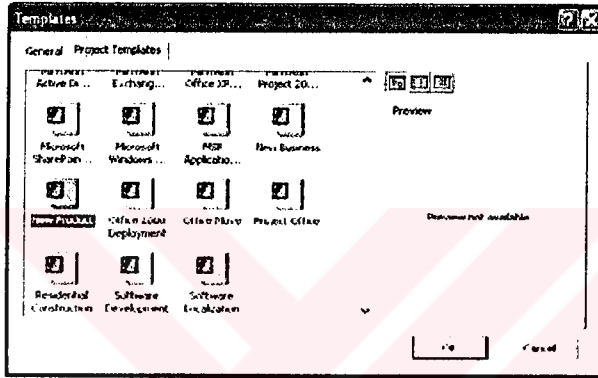 Templates
General Project Templates
Active Di... Exchang... Office XP... Project 20...
Preview
Microsoft Microsoft MSF New Business
SharePoin... Windows ... Applicatio...
New Product Office 2000 Office Move Project Office
Deployment
Preview not available
Residential Software Software
Construction Development Localization
Cancel